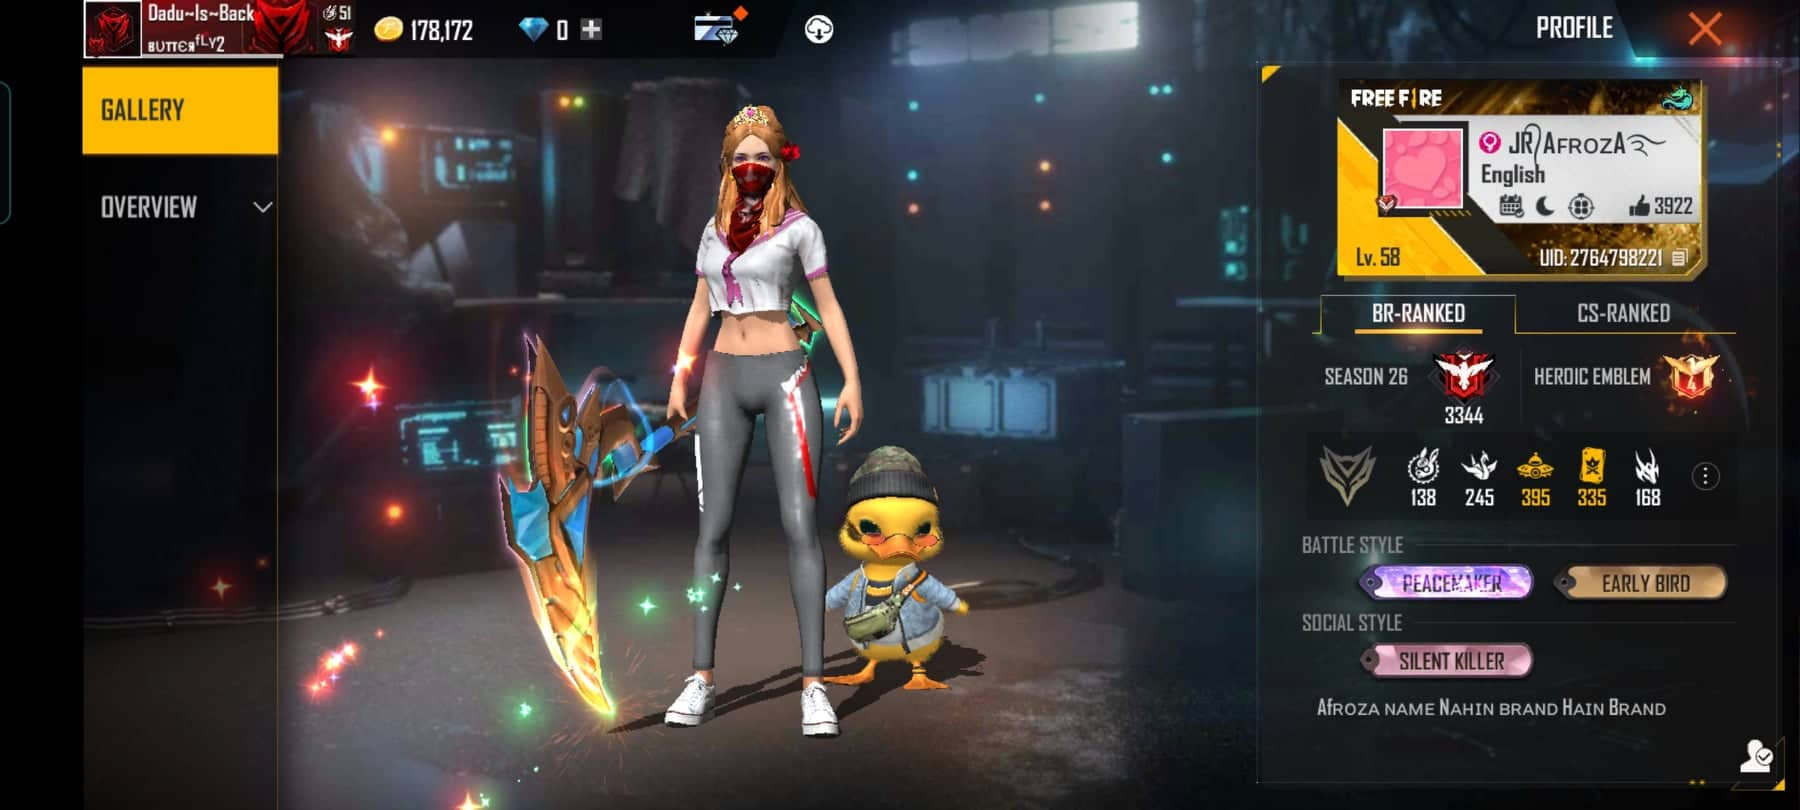 Dadu~Is~Back
BUTTЄЯfLY2
51
178,172
0
PROFILE
GALLERY
OVERVIEW
FREE FIRE
JR AFROZA
English
3922
Lv. 58
UID: 2764798221
BR-RANKED
CS-RANKED
SEASON 26
3344
HEROIC EMBLEM
4
138
245
395
335
168
BATTLE STYLE
PEACEMAKER
EARLY BIRD
SOCIAL STYLE
SILENT KILLER
AFROZA NAME NAHIN BRAND HAIN BRAND